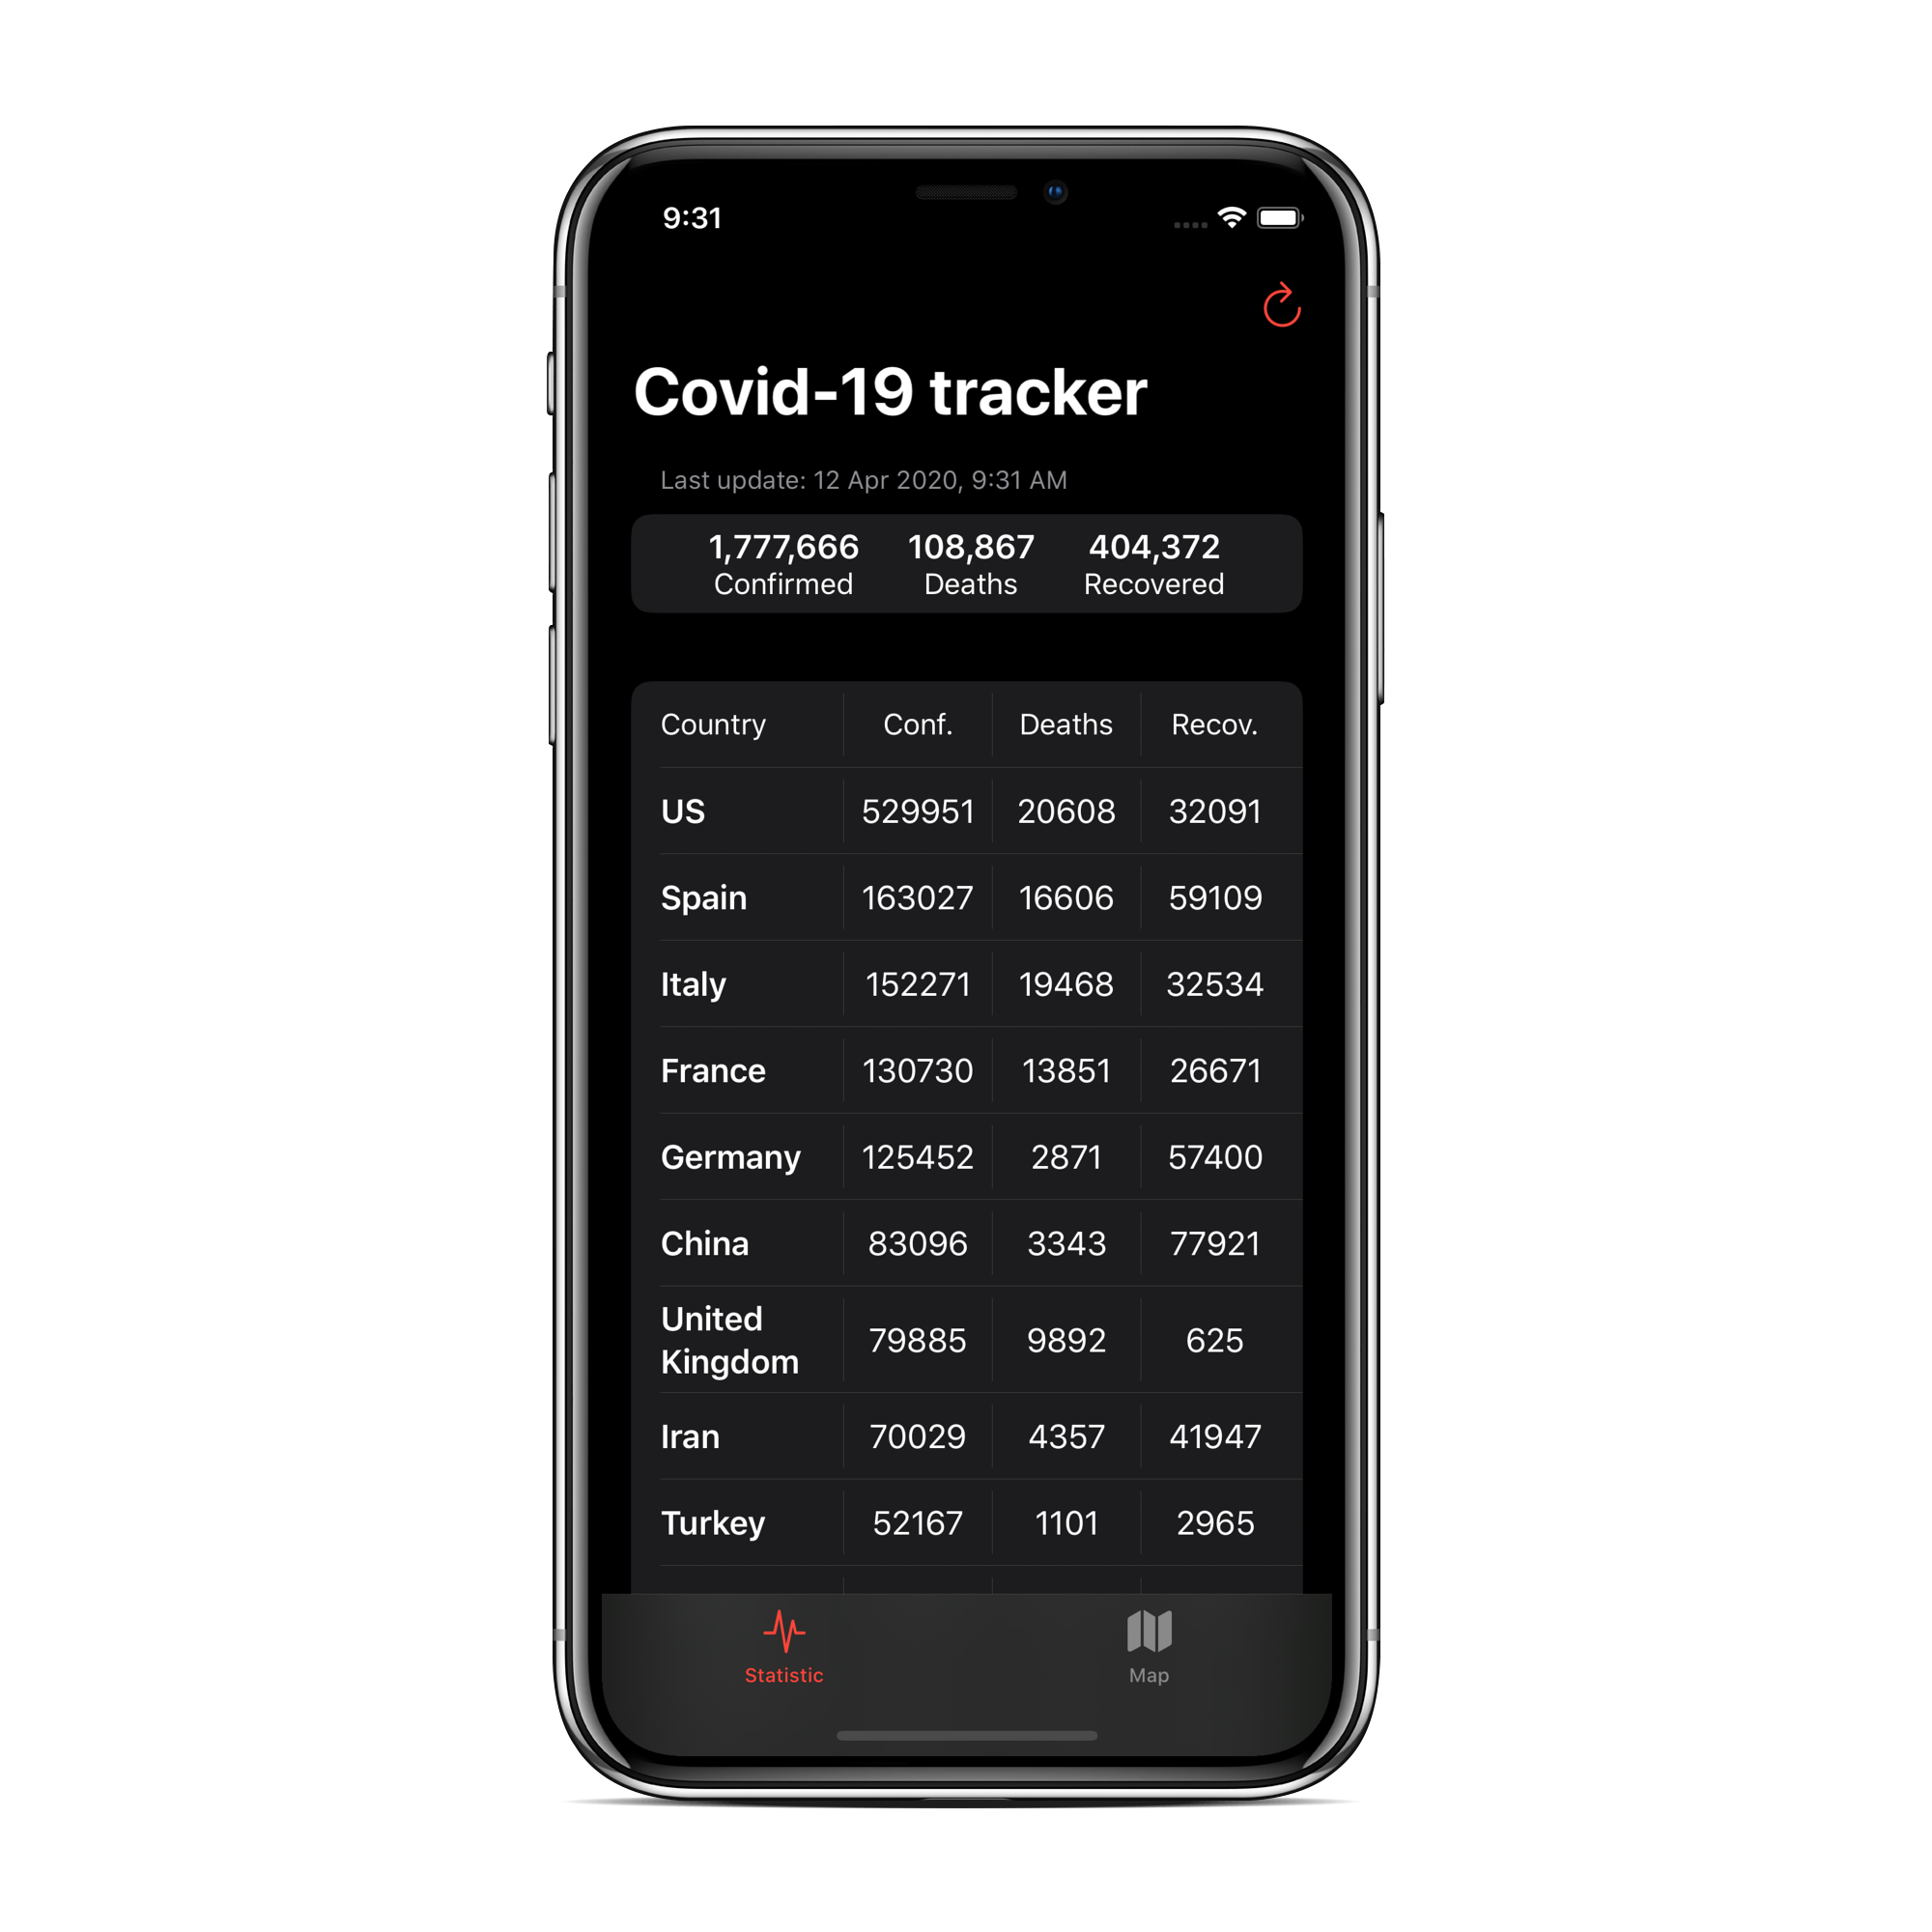 9:31
Covid-19 tracker
Last update: 12 Apr 2020, 9:31 AM
1,777,666 108,867 404,372
Confirmed Deaths Recovered
Country Conf. Deaths Recov.
US 529951 20608 32091
Spain 163027 16606 59109
Italy 152271 19468 32534
France 130730 13851 26671
Germany 125452 2871 57400
China 83096 3343 77921
United
Kingdom 79885 9892 625
Iran 70029 4357 41947
Turkey 52167 1101 2965
Statistic Map